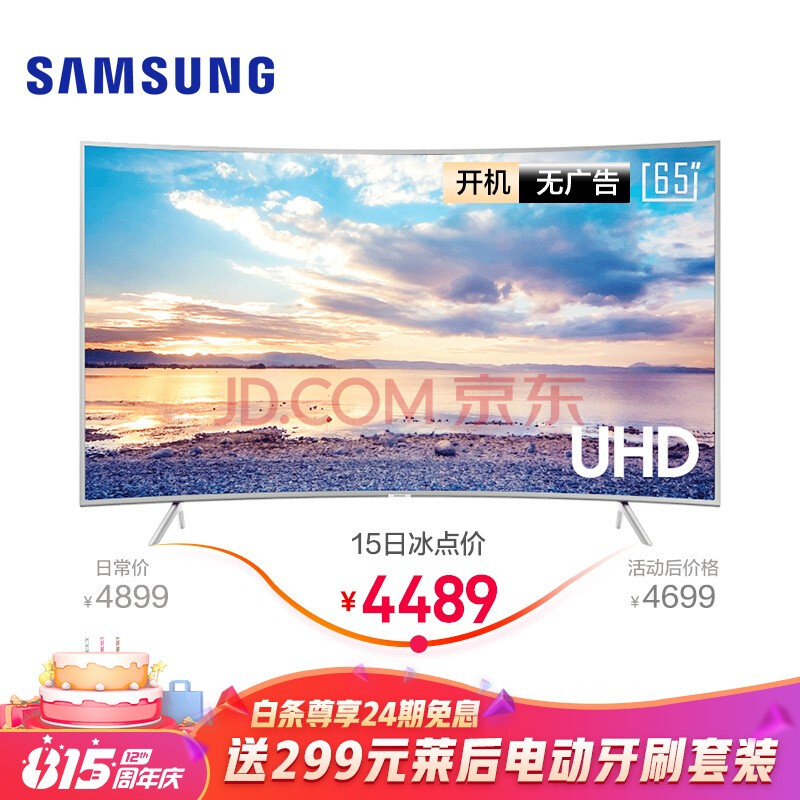 SAMSUNG
开机 无广告 65"
JD.COM 京东
UHD
15日冰点价
日常价
¥4899
¥4489
活动后价格
¥4699
白条尊享24期免息
送299元莱后电动牙刷套装
815 12th
周年庆